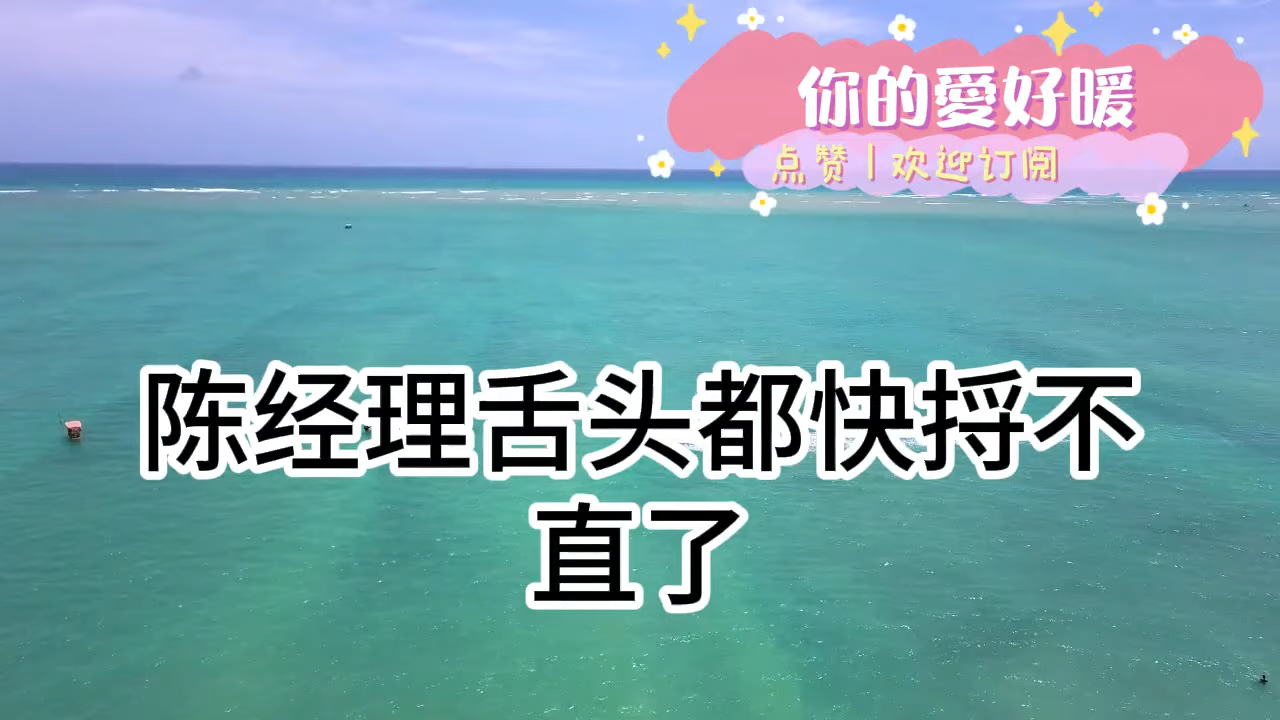 你的愛好暖
点赞|欢迎订阅
陈经理舌头都快捋不
直了